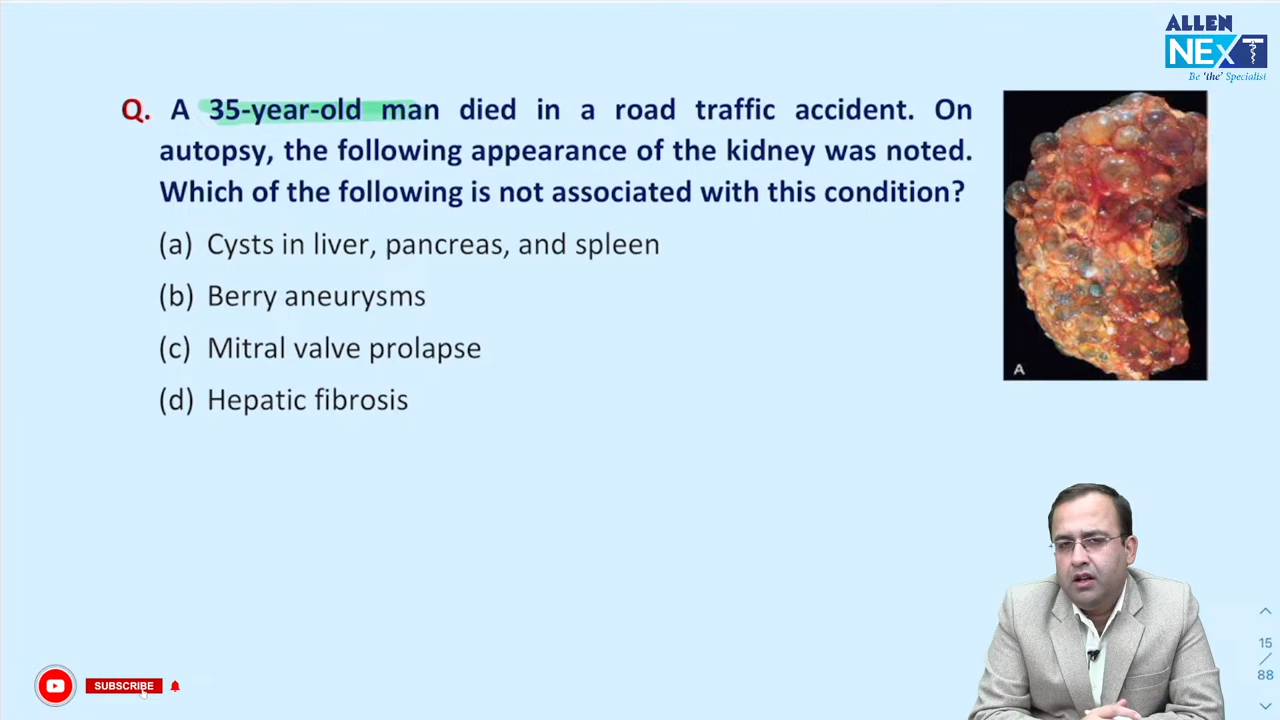 ALLEN
NEXT
Be 'the' Specialist
Q. A 35-year-old man died in a road traffic accident. On
autopsy, the following appearance of the kidney was noted.
Which of the following is not associated with this condition?
(a) Cysts in liver, pancreas, and spleen
(b) Berry aneurysms
(c) Mitral valve prolapse
(d) Hepatic fibrosis
A
15
/
88
SUBSCRIBE